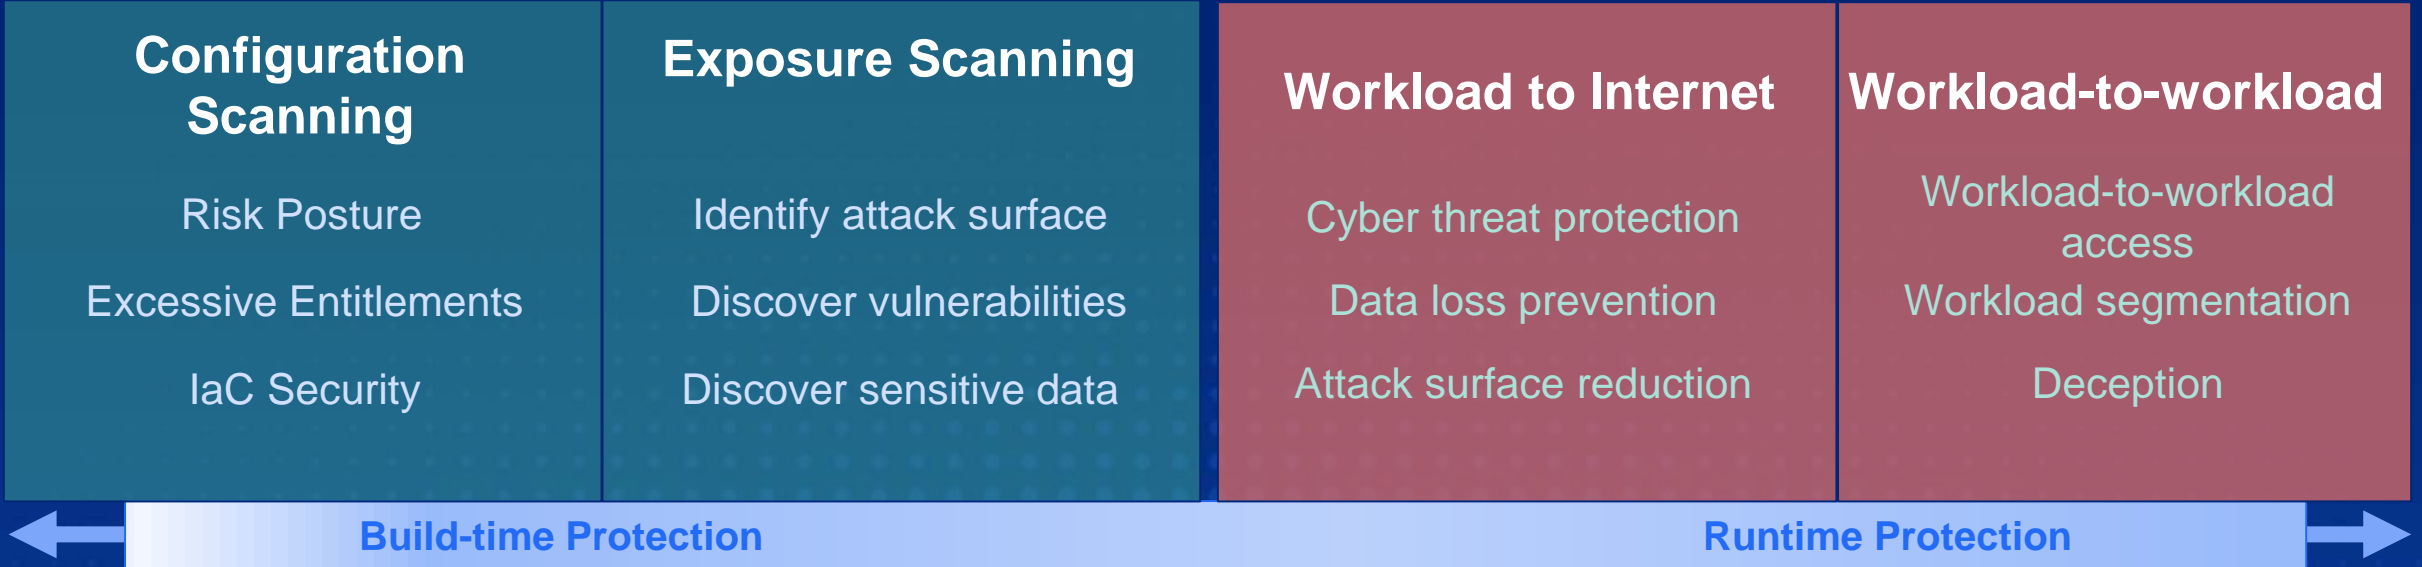 Configuration
Scanning
Risk Posture
Excessive Entitlements
IaC Security
Exposure Scanning
Identify attack surface
Discover vulnerabilities
Discover sensitive data
Workload to Internet
Cyber threat protection
Data loss prevention
Attack surface reduction
Workload-to-workload
Workload-to-workload
access
Workload segmentation
Deception
Build-time Protection
Runtime Protection